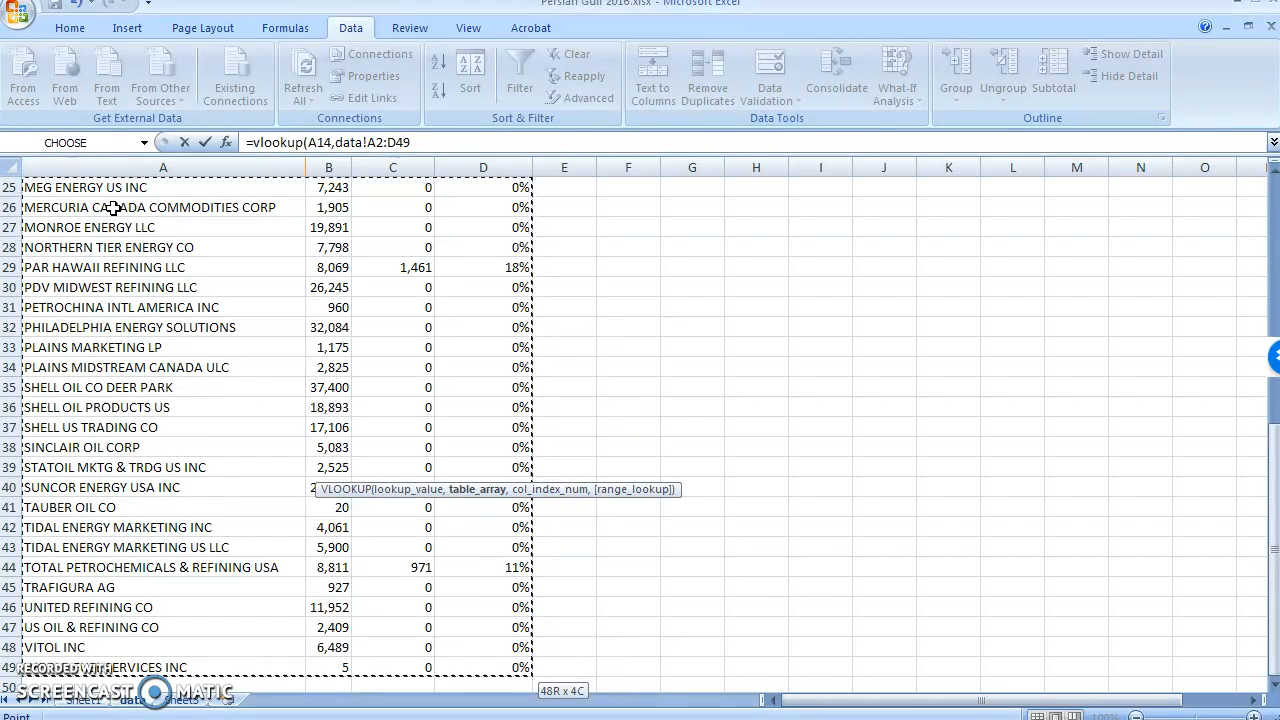 Persian Gulf 2016.xlsx - Microsoft Excel
Home Insert Page Layout Formulas Data Review View Acrobat
From Access From Web From Text From Other Sources Existing Connections Refresh All Connections Properties Edit Links Sort Filter Clear Reapply Advanced Text to Columns Remove Duplicates Data Validation Consolidate What-If Analysis Group Ungroup Subtotal Show Detail Hide Detail
Get External Data Connections Sort & Filter Data Tools Outline
CHOOSE fx =vlookup(A14,data!A2:D49
A B C D E F G H I J K L M N O
25 MEG ENERGY US INC 7,243 0 0%
26 MERCURIA CANADA COMMODITIES CORP 1,905 0 0%
27 MONROE ENERGY LLC 19,891 0 0%
28 NORTHERN TIER ENERGY CO 7,798 0 0%
29 PAR HAWAII REFINING LLC 8,069 1,461 18%
30 PDV MIDWEST REFINING LLC 26,245 0 0%
31 PETROCHINA INTL AMERICA INC 960 0 0%
32 PHILADELPHIA ENERGY SOLUTIONS 32,084 0 0%
33 PLAINS MARKETING LP 1,175 0 0%
34 PLAINS MIDSTREAM CANADA ULC 2,825 0 0%
35 SHELL OIL CO DEER PARK 37,400 0 0%
36 SHELL OIL PRODUCTS US 18,893 0 0%
37 SHELL US TRADING CO 17,106 0 0%
38 SINCLAIR OIL CORP 5,083 0 0%
39 STATOIL MKTG & TRDG US INC 2,525 0 0%
40 SUNCOR ENERGY USA INC VLOOKUP(lookup_value, table_array, col_index_num, [range_lookup])
41 TAUBER OIL CO 20 0 0%
42 TIDAL ENERGY MARKETING INC 4,061 0 0%
43 TIDAL ENERGY MARKETING US LLC 5,900 0 0%
44 TOTAL PETROCHEMICALS & REFINING USA 8,811 971 11%
45 TRAFIGURA AG 927 0 0%
46 UNITED REFINING CO 11,952 0 0%
47 US OIL & REFINING CO 2,409 0 0%
48 VITOL INC 6,489 0 0%
49 SERVICES INC 5 0 0%
RECORDED WITH
50 48R x 4C
SCREENCAST MATIC
Sheet1 data Sheet3
Point 100%